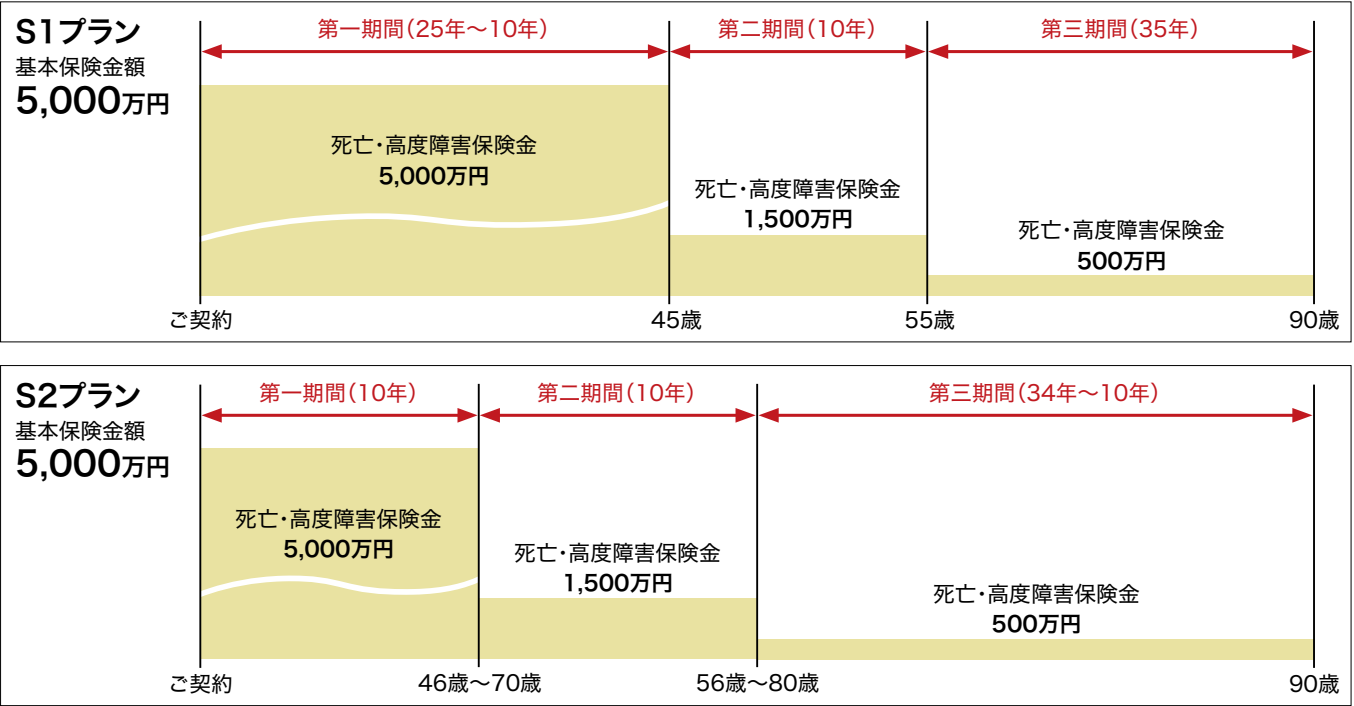 S1プラン
基本保険金額
5,000万円
第一期間(25年～10年)
第二期間(10年)
第三期間(35年)
死亡・高度障害保険金
5,000万円
死亡・高度障害保険金
1,500万円
死亡・高度障害保険金
500万円
ご契約
45歳
55歳
90歳
S2プラン
基本保険金額
5,000万円
第一期間(10年)
第二期間(10年)
第三期間(34年～10年)
死亡・高度障害保険金
5,000万円
死亡・高度障害保険金
1,500万円
死亡・高度障害保険金
500万円
ご契約
46歳～70歳
56歳～80歳
90歳